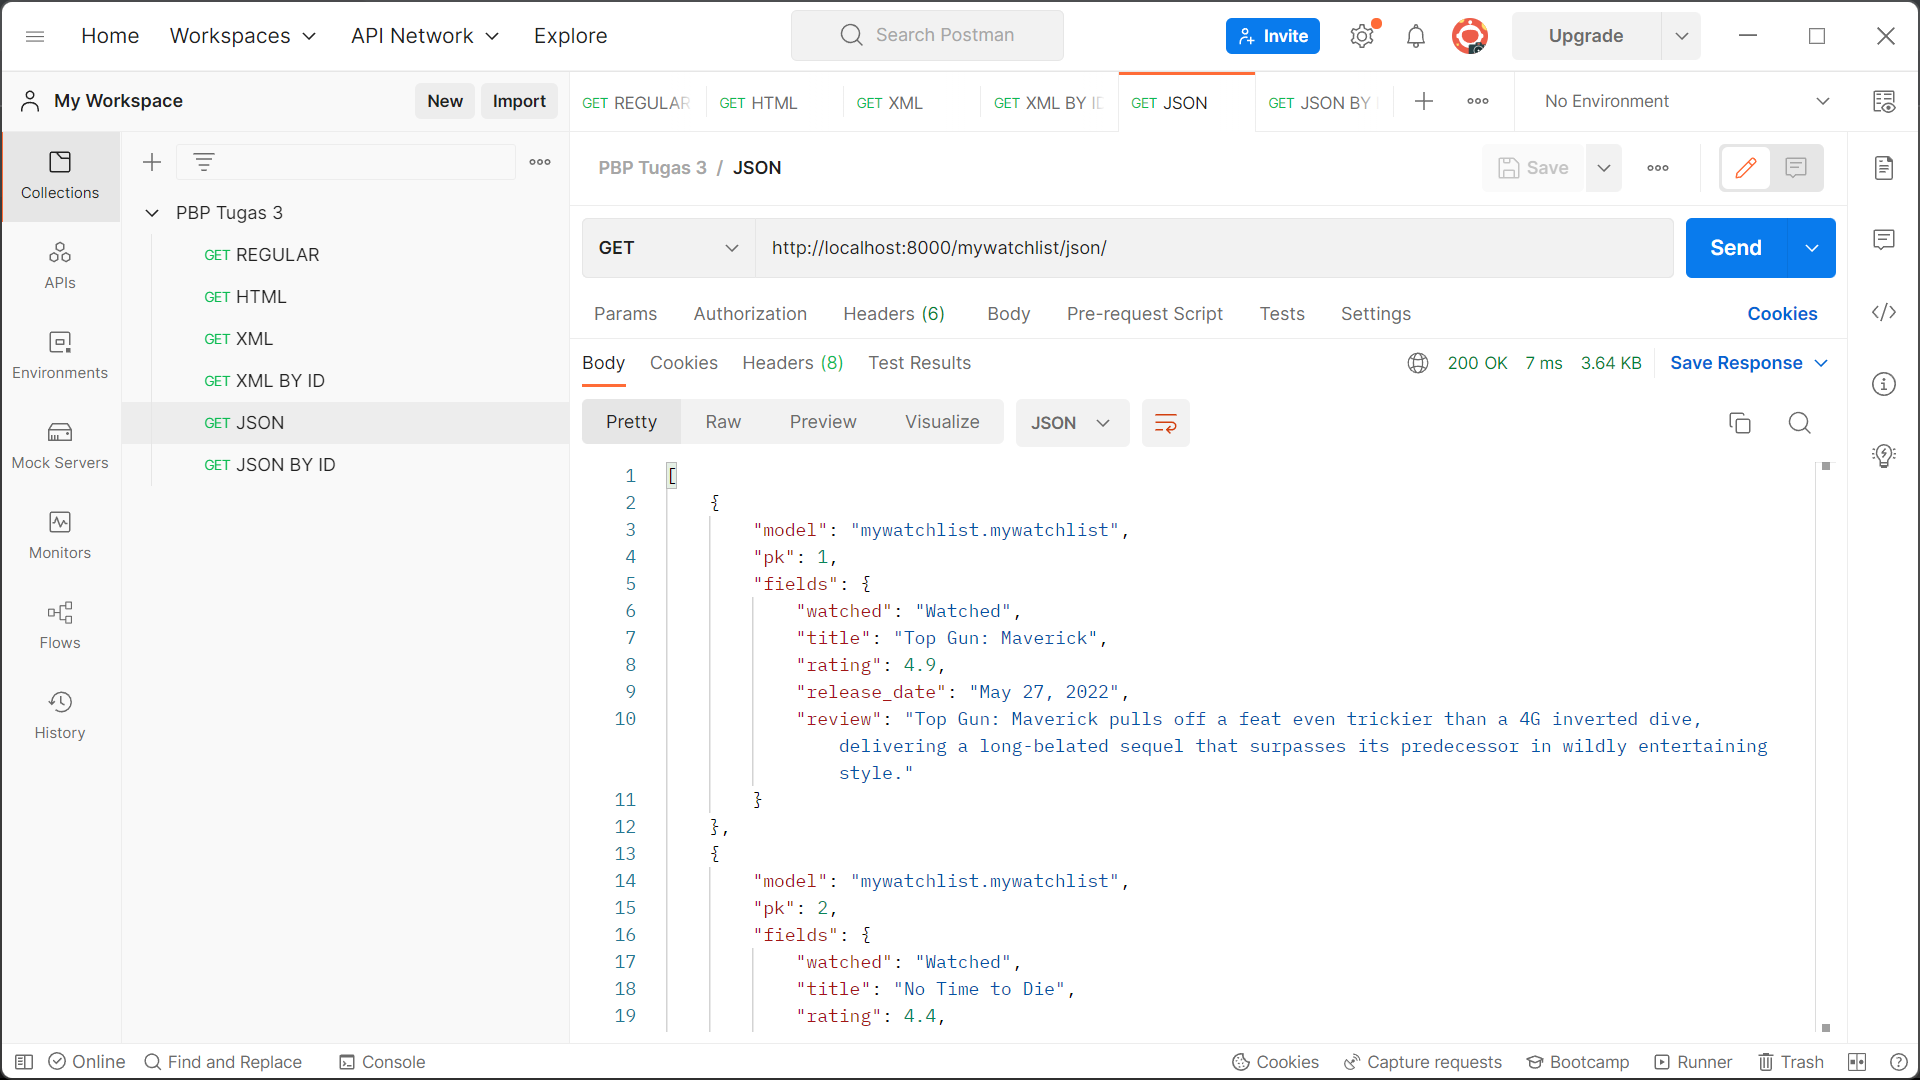 Home Workspaces API Network Explore Search Postman Invite Upgrade
My Workspace New Import
GET REGULAR GET HTML GET XML GET XML BY ID GET JSON GET JSON BY No Environment
Collections
APIs
Environments
Mock Servers
Monitors
Flows
History
PBP Tugas 3
GET REGULAR
GET HTML
GET XML
GET XML BY ID
GET JSON
GET JSON BY ID
PBP Tugas 3 / JSON Save
GET http://localhost:8000/mywatchlist/json/ Send
Params Authorization Headers (6) Body Pre-request Script Tests Settings Cookies
Body Cookies Headers (8) Test Results 200 OK 7 ms 3.64 KB Save Response
Pretty Raw Preview Visualize JSON
1 [
2 {
3 "model": "mywatchlist.mywatchlist",
4 "pk": 1,
5 "fields": {
6 "watched": "Watched",
7 "title": "Top Gun: Maverick",
8 "rating": 4.9,
9 "release_date": "May 27, 2022",
10 "review": "Top Gun: Maverick pulls off a feat even trickier than a 4G inverted dive,
delivering a long-belated sequel that surpasses its predecessor in wildly entertaining
style."
11 }
12 },
13 {
14 "model": "mywatchlist.mywatchlist",
15 "pk": 2,
16 "fields": {
17 "watched": "Watched",
18 "title": "No Time to Die",
19 "rating": 4.4,
Online Find and Replace Console Cookies Capture requests Bootcamp Runner Trash